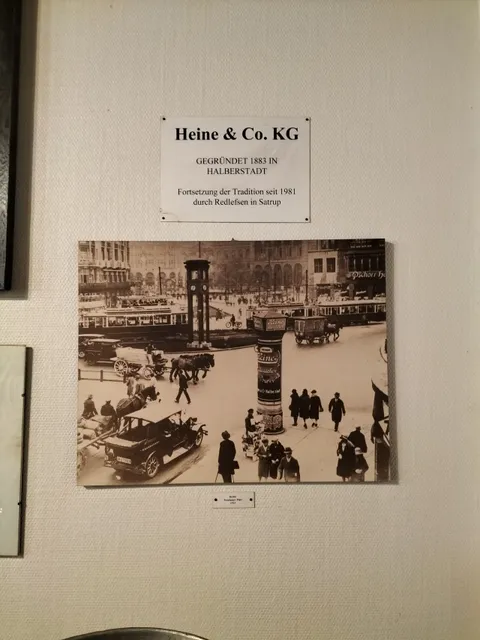 Heine & Co. KG
GEGRÜNDET 1883 IN
HALBERSTADT
Fortsetzung der Tradition seit 1981
durch Redlefsen in Satrup